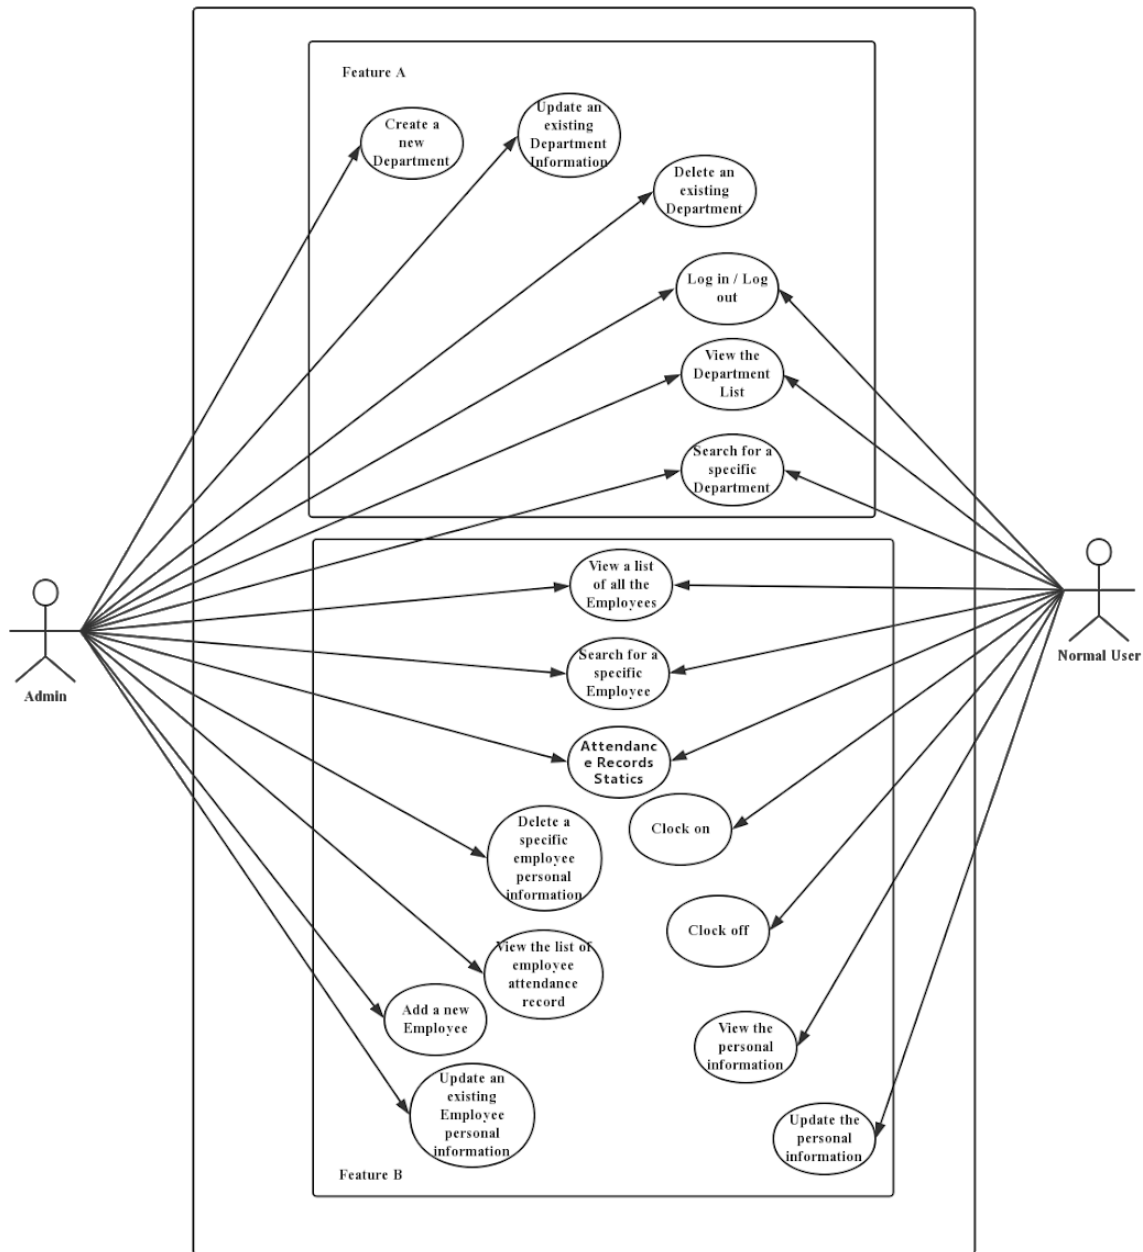 Feature A
Create a
new
Department
Update an
existing
Department
Information
Delete an
existing
Department
Log in / Log
out
View the
Department
List
Search for a
specific
Department
View a list
of all the
Employees
Search for a
specific
Employee
Attendanc
e Records
Statics
Admin
Normal User
Clock on
Delete a
specific
employee
personal
information
Clock off
View the list of
employee
attendance
record
Add a new
Employee
View the
personal
information
Update an
existing
Employee
personal
information
Update the
personal
information
Feature B